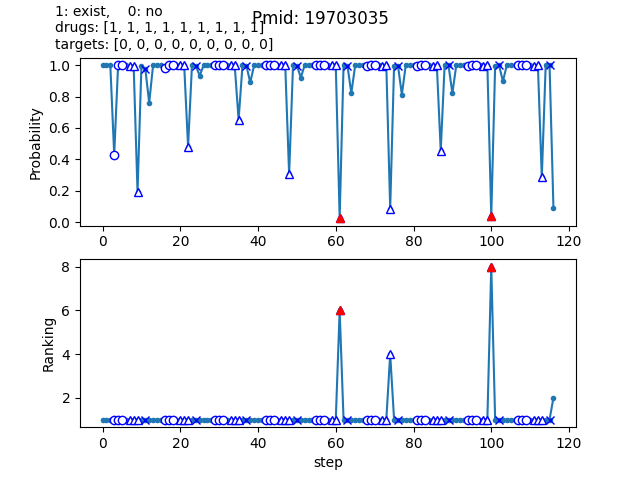 1: exist,    0: no
Pmid: 19703035
drugs: [1, 1, 1, 1, 1, 1, 1, 1, 1]
targets: [0, 0, 0, 0, 0, 0, 0, 0, 0]
1.0
0.8
0.6
0.4
0.2
0.0
Probability
0 20 40 60 80 100 120
8
6
4
2
Ranking
0 20 40 60 80 100 120
step